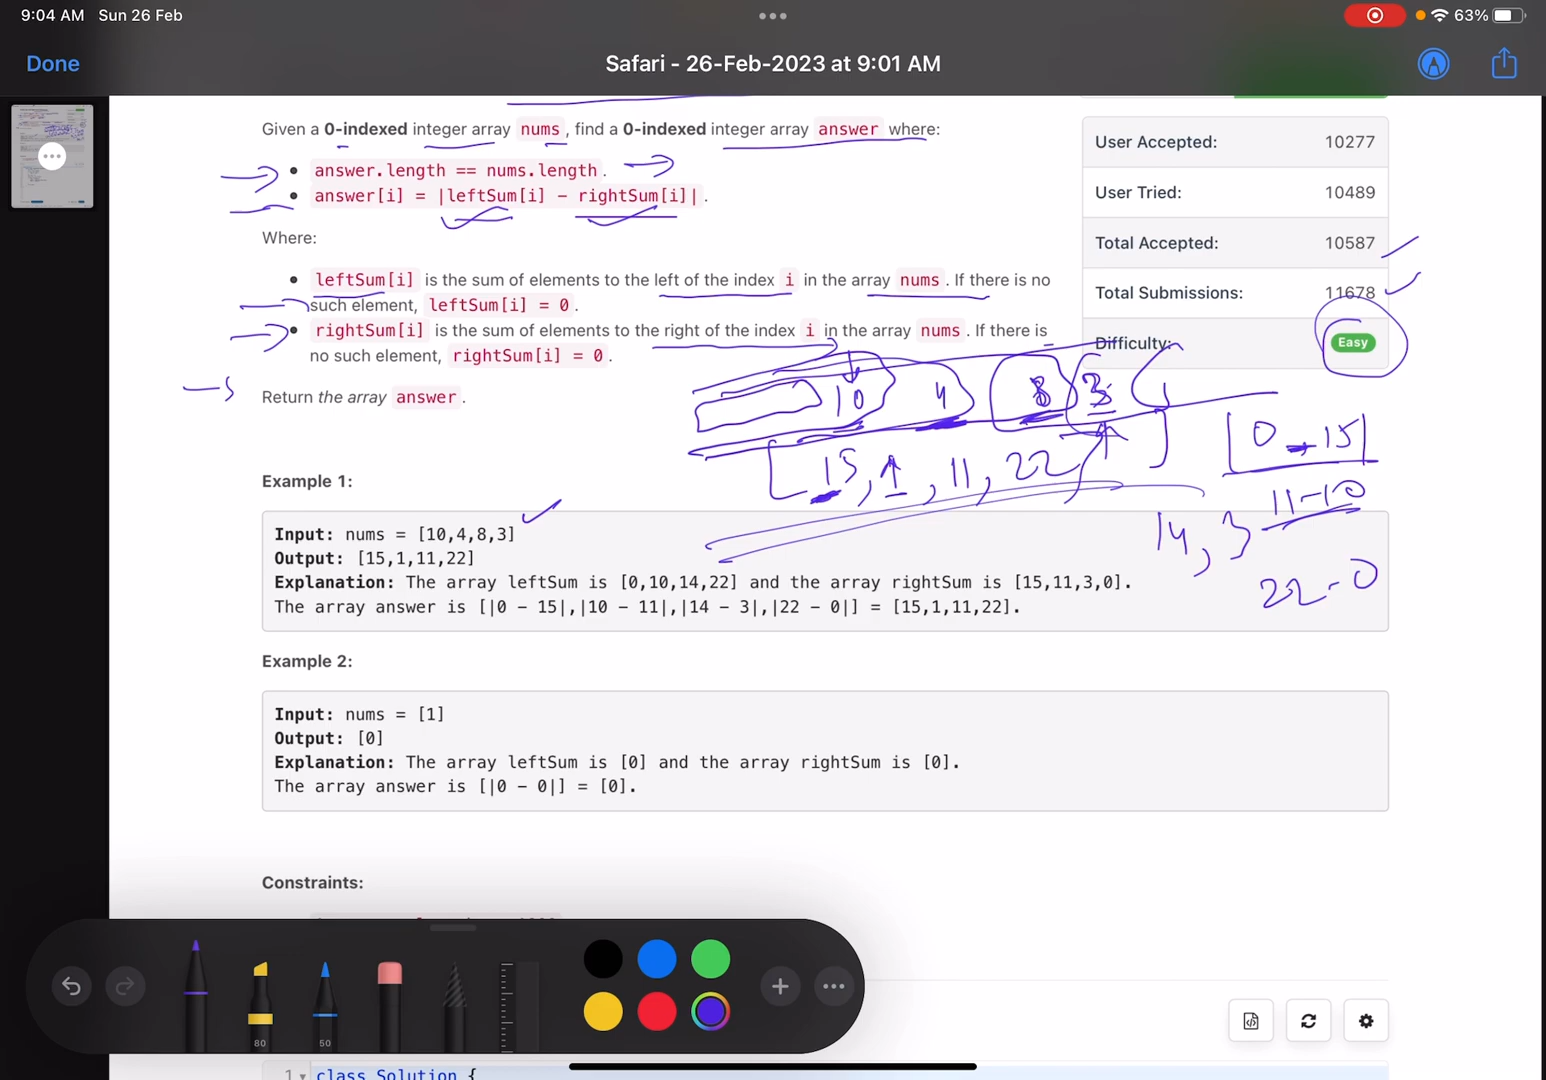 9:04 AM Sun 26 Feb
63%
Done
Safari - 26-Feb-2023 at 9:01 AM
Given a 0-indexed integer array nums, find a 0-indexed integer array answer where:
answer.length == nums.length.
answer[i] = |leftSum[i] - rightSum[i]|.
Where:
leftSum[i] is the sum of elements to the left of the index i in the array nums. If there is no
such element, leftSum[i] = 0.
rightSum[i] is the sum of elements to the right of the index i in the array nums. If there is
no such element, rightSum[i] = 0.
Return the array answer.
User Accepted: 10277
User Tried: 10489
Total Accepted: 10587
Total Submissions: 11678
Difficulty: Easy
10 4 8 3
[15, 1, 11, 22]
0 - 15
11-10
14, 3
22-0
Example 1:
Input: nums = [10,4,8,3]
Output: [15,1,11,22]
Explanation: The array leftSum is [0,10,14,22] and the array rightSum is [15,11,3,0].
The array answer is [|0 - 15|,|10 - 11|,|14 - 3|,|22 - 0|] = [15,1,11,22].
Example 2:
Input: nums = [1]
Output: [0]
Explanation: The array leftSum is [0] and the array rightSum is [0].
The array answer is [|0 - 0|] = [0].
Constraints:
80
50
1 class Solution {